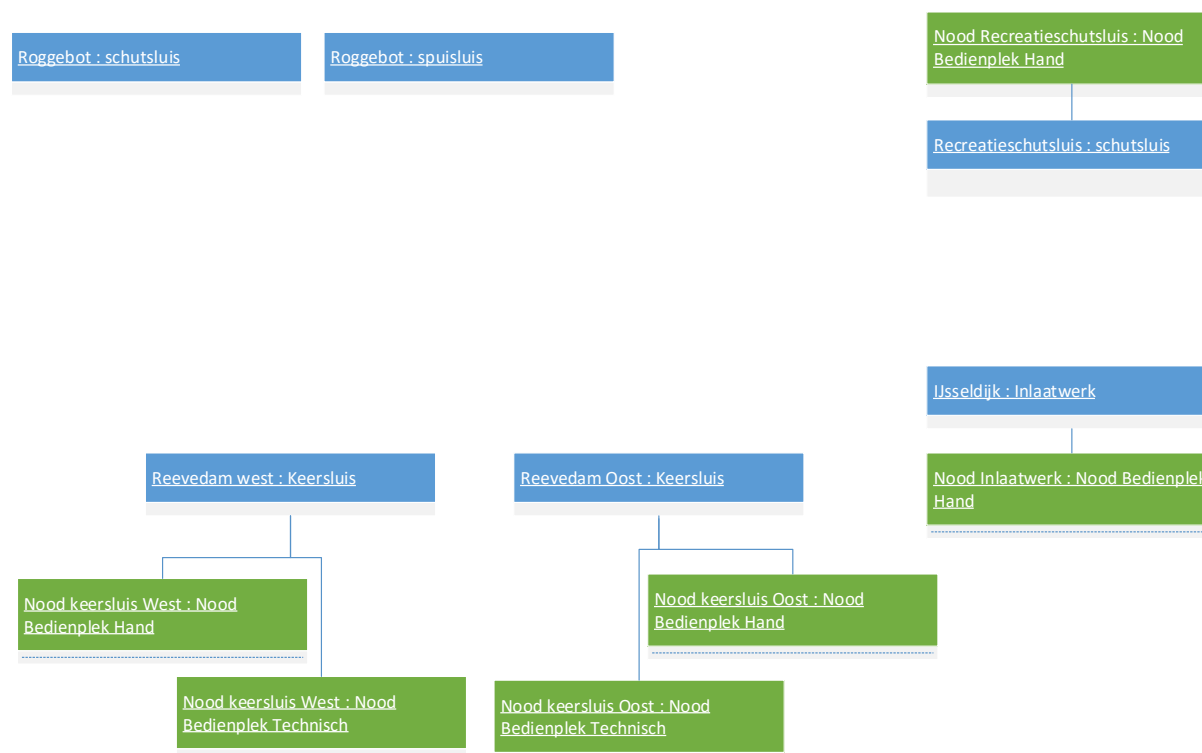 Roggebot : schutsluis
Roggebot : spuisluis
Nood Recreatieschutsluis : Nood
Bedienplek Hand
Recreatieschutsluis : schutsluis
IJsseldijk : Inlaatwerk
Nood Inlaatwerk : Nood Bedienplek
Hand
Reevedam west : Keersluis
Reevedam Oost : Keersluis
Nood keersluis West : Nood
Bedienplek Hand
Nood keersluis Oost : Nood
Bedienplek Hand
Nood keersluis West : Nood
Bedienplek Technisch
Nood keersluis Oost : Nood
Bedienplek Technisch